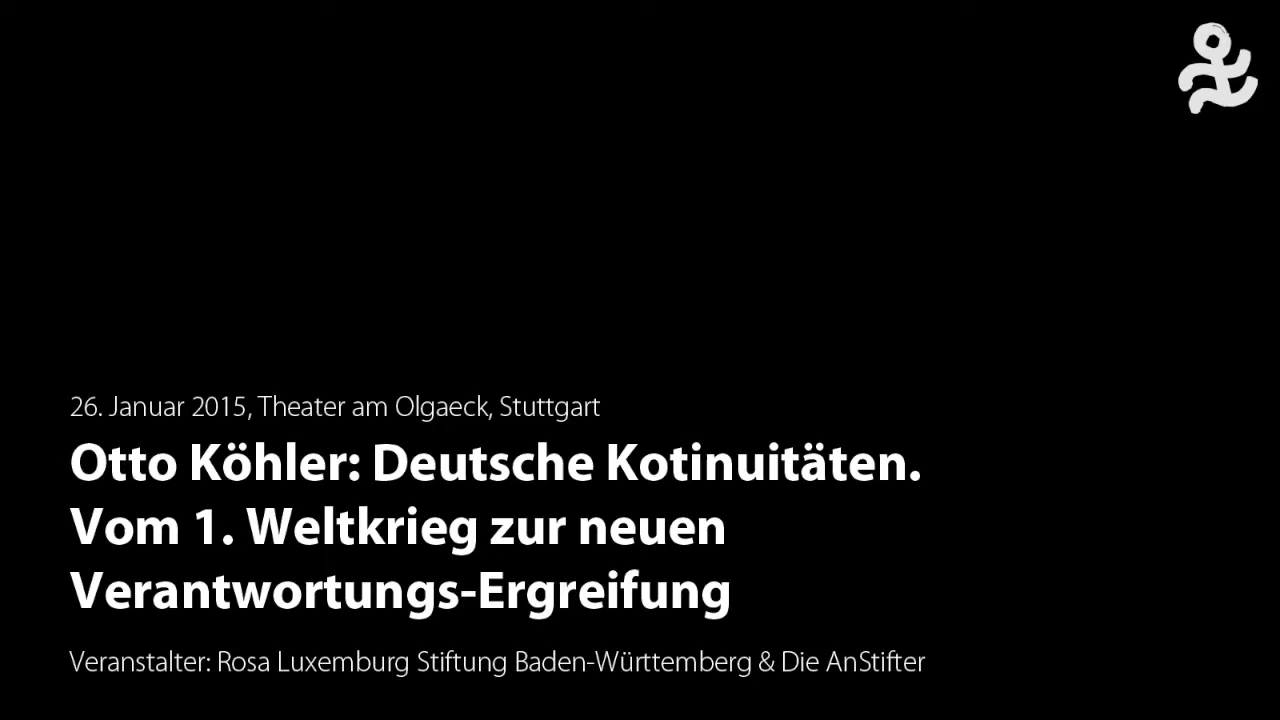 26. Januar 2015, Theater am Olgaeck, Stuttgart
Otto Köhler: Deutsche Kotinuitäten.
Vom 1. Weltkrieg zur neuen
Verantwortungs-Ergreifung
Veranstalter: Rosa Luxemburg Stiftung Baden-Württemberg & Die AnStifter